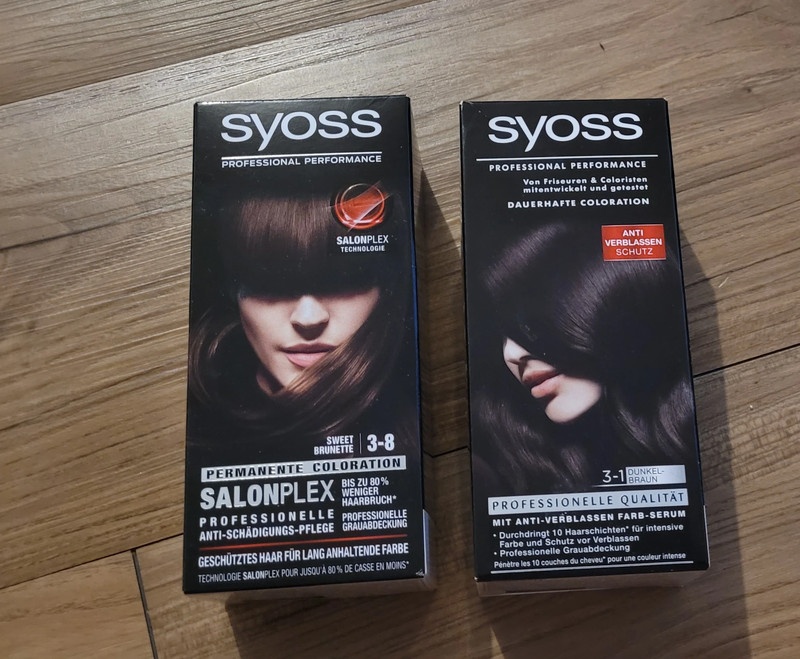 syoss
PROFESSIONAL PERFORMANCE
SALONPLEX
TECHNOLOGIE
SWEET
BRUNETTE
3-8
PERMANENTE COLORATION
SALONPLEX
BIS ZU 80%
WENIGER
HAARBRUCH*
PROFESSIONELLE
ANTI-SCHÄDIGUNGS-PFLEGE
PROFESSIONELLE
GRAUABDECKUNG
GESCHÜTZTES HAAR FÜR LANG ANHALTENDE FARBE
TECHNOLOGIE SALONPLEX POUR JUSQU'À 80% DE CASSE EN MOINS*
syoss
PROFESSIONAL PERFORMANCE
Von Friseuren & Coloristen
mitentwickelt und getestet
DAUERHAFTE COLORATION
ANTI
VERBLASSEN
SCHUTZ
3-1
DUNKEL-
BRAUN
PROFESSIONELLE QUALITÄT
MIT ANTI-VERBLASSEN FARB-SERUM
• Durchdringt 10 Haarschichten* für intensive
Farbe und Schutz vor Verblassen
• Professionelle Grauabdeckung
Pénètre les 10 couches du cheveu* pour une couleur intense